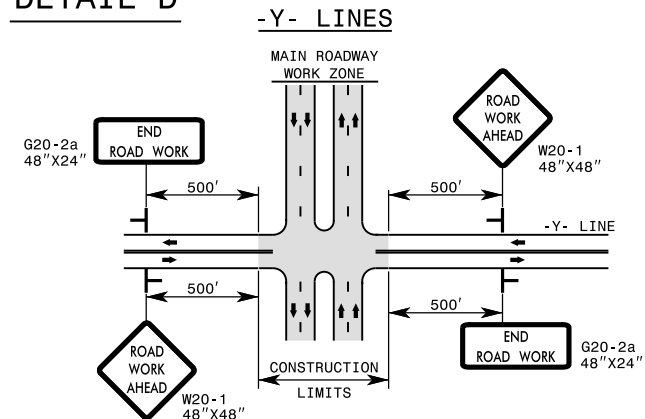 DETAIL D
-Y- LINES
MAIN ROADWAY
WORK ZONE
END
ROAD WORK
G20-2a
48"X24"
ROAD
WORK
AHEAD
W20-1
48"X48"
500'
500'
-Y- LINE
500'
500'
ROAD
WORK
AHEAD
W20-1
48"X48"
CONSTRUCTION
LIMITS
END
ROAD WORK
G20-2a
48"X24"